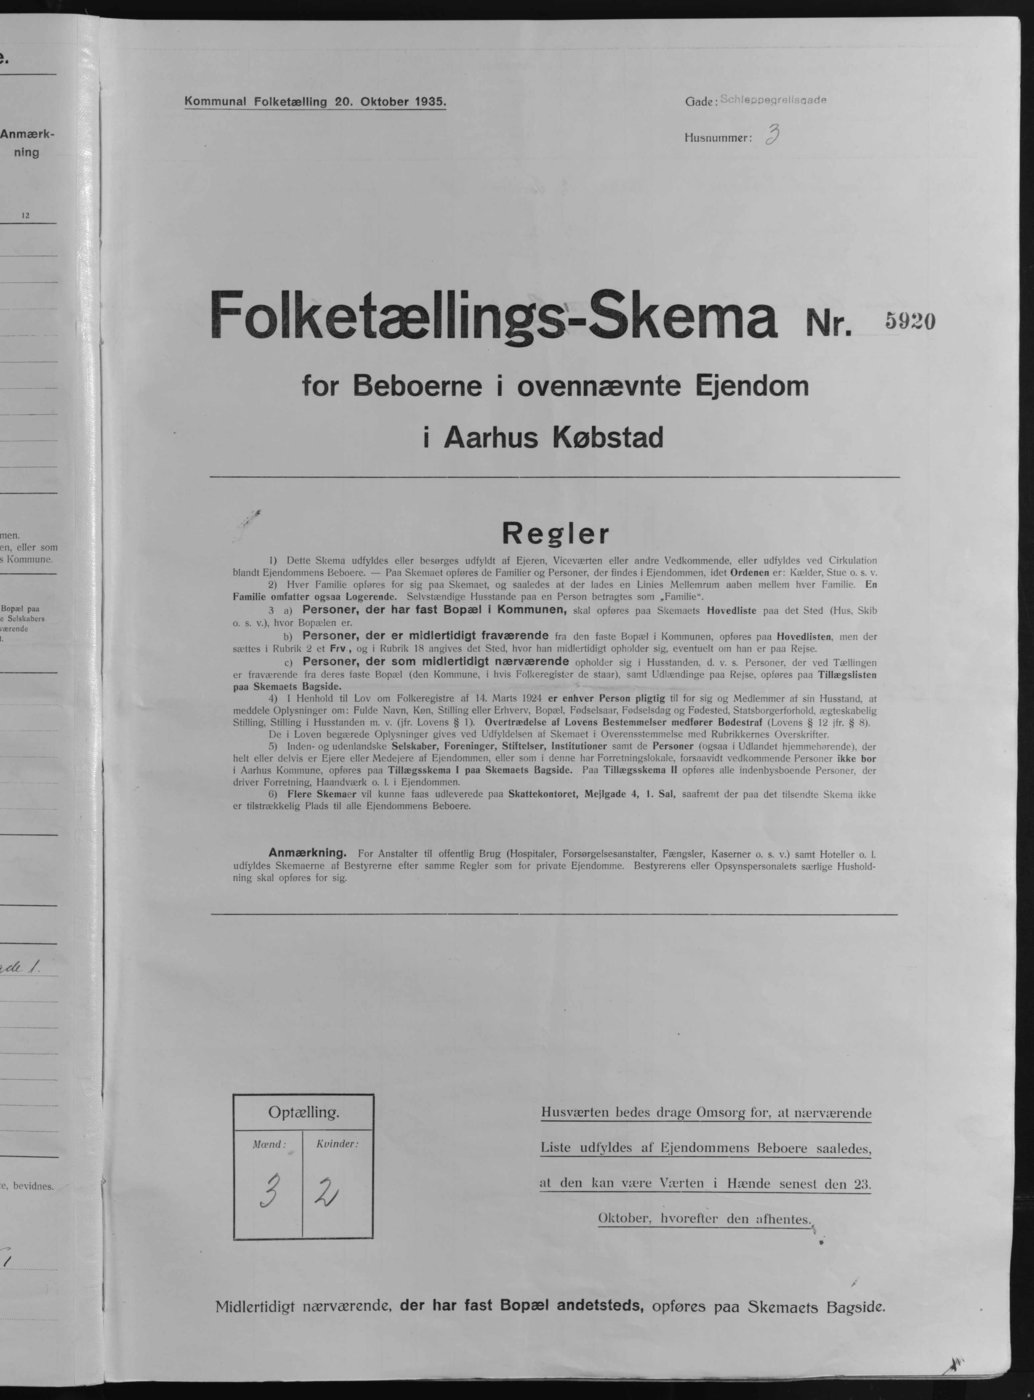 e.
Anmærk-
ning
12
men.
en, eller som
s Kommune.
Bopæl paa
e Selskabers
værende
l.
gade 1.
e, bevidnes.
Kommunal Folketælling 20. Oktober 1935.
Gade: Schleppegrellsgade
Husnummer: 3
Folketællings-Skema Nr. 5920
for Beboerne i ovennævnte Ejendom
i Aarhus Købstad
Regler
1) Dette Skema udfyldes eller besørges udfyldt af Ejeren, Viceværten eller andre Vedkommende, eller udfyldes ved Cirkulation
blandt Ejendommens Beboere. — Paa Skemaet opføres de Familier og Personer, der findes i Ejendommen, idet Ordenen er: Kælder, Stue o. s. v.
2) Hver Familie opføres for sig paa Skemaet, og saaledes at der lades en Linies Mellemrum aaben mellem hver Familie. En
Familie omfatter ogsaa Logerende. Selvstændige Husstande paa en Person betragtes som „Familie“.
3 a) Personer, der har fast Bopæl i Kommunen, skal opføres paa Skemaets Hovedliste paa det Sted (Hus, Skib
o. s. v.), hvor Bopælen er.
b) Personer, der er midlertidigt fraværende fra den faste Bopæl i Kommunen, opføres paa Hovedlisten, men der
sættes i Rubrik 2 et Frv., og i Rubrik 18 angives det Sted, hvor han midlertidigt opholder sig, eventuelt om han er paa Rejse.
c) Personer, der som midlertidigt nærværende opholder sig i Husstanden, d. v. s. Personer, der ved Tællingen
er fraværende fra deres faste Bopæl (den Kommune, i hvis Folkeregister de staar), samt Udlændinge paa Rejse, opføres paa Tillægslisten
paa Skemaets Bagside.
4) I Henhold til Lov om Folkeregistre af 14. Marts 1924 er enhver Person pligtig til for sig og Medlemmer af sin Husstand, at
meddele Oplysninger om: Fulde Navn, Køn, Stilling eller Erhverv, Bopæl, Fødselsaar, Fødselsdag og Fødested, Statsborgerforhold, ægteskabelig
Stilling, Stilling i Husstanden m. v. (jfr. Lovens § 1). Overtrædelse af Lovens Bestemmelser medfører Bødestraf (Lovens § 12 jfr. § 8).
De i Loven begærede Oplysninger gives ved Udfyldelsen af Skemaet i Overensstemmelse med Rubrikkernes Overskrifter.
5) Inden- og udenlandske Selskaber, Foreninger, Stiftelser, Institutioner samt de Personer (ogsaa i Udlandet hjemmehørende), der
helt eller delvis er Ejere eller Medejere af Ejendommen, eller som i denne har Forretningslokale, forsaavidt vedkommende Personer ikke bor
i Aarhus Kommune, opføres paa Tillægsskema I paa Skemaets Bagside. Paa Tillægsskema II opføres alle indenbysboende Personer, der
driver Forretning, Haandværk o. l. i Ejendommen.
6) Flere Skemaer vil kunne faas udleverede paa Skattekontoret, Mejlgade 4, 1. Sal, saafremt der paa det tilsendte Skema ikke
er tilstrækkelig Plads til alle Ejendommens Beboere.
Anmærkning. For Anstalter til offentlig Brug (Hospitaler, Forsørgelsesanstalter, Fængsler, Kaserner o. s. v.) samt Hoteller o. l.
udfyldes Skemaerne af Bestyrerne efter samme Regler som for private Ejendomme. Bestyrerens eller Opsynspersonalets særlige Hushold-
ning skal opføres for sig.
Optælling.
Mænd: Kvinder:
3 2
Husværten bedes drage Omsorg for, at nærværende
Liste udfyldes af Ejendommens Beboere saaledes,
at den kan være Værten i Hænde senest den 23.
Oktober, hvorefter den afhentes.
Midlertidigt nærværende, der har fast Bopæl andetsteds, opføres paa Skemaets Bagside.